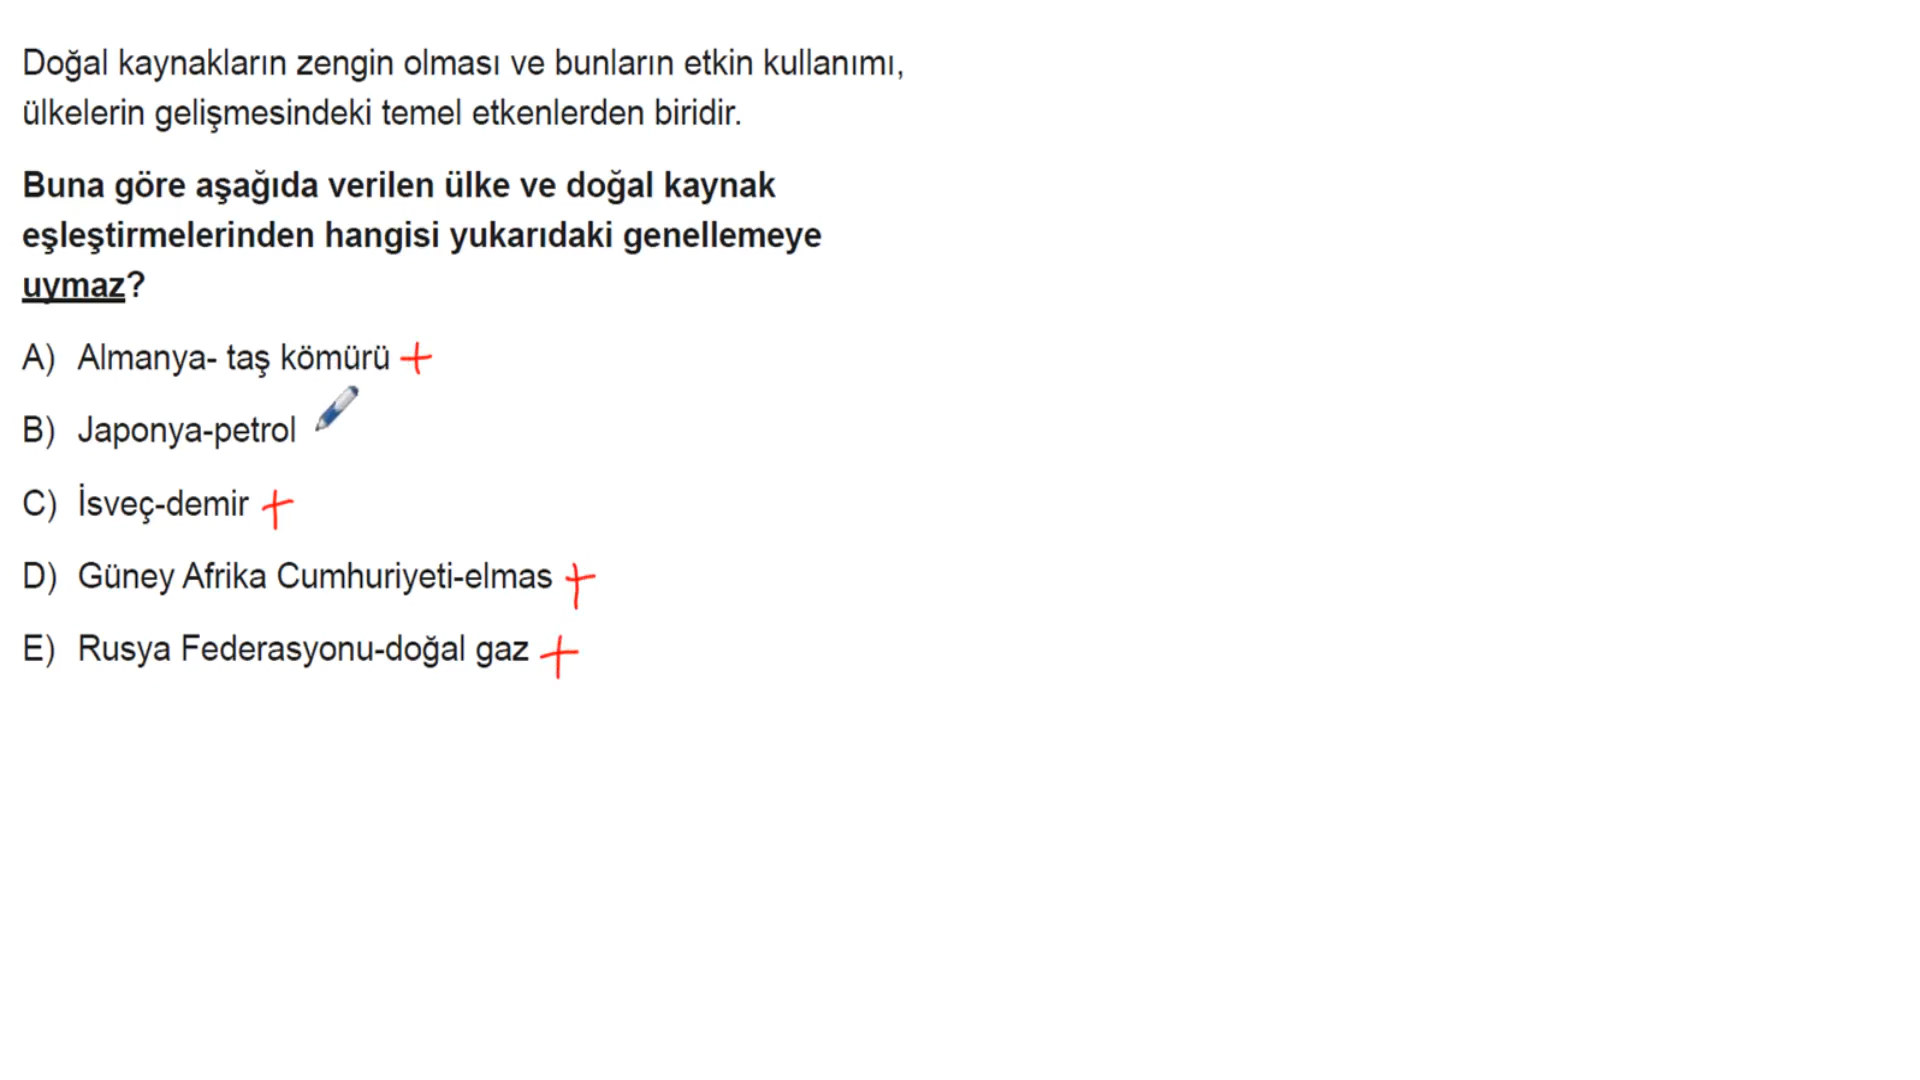 Doğal kaynakların zengin olması ve bunların etkin kullanımı,
ülkelerin gelişmesindeki temel etkenlerden biridir.
Buna göre aşağıda verilen ülke ve doğal kaynak
eşleştirmelerinden hangisi yukarıdaki genellemeye
uymaz?
A) Almanya- taş kömürü +
B) Japonya-petrol
C) İsveç-demir +
D) Güney Afrika Cumhuriyeti-elmas +
E) Rusya Federasyonu-doğal gaz +